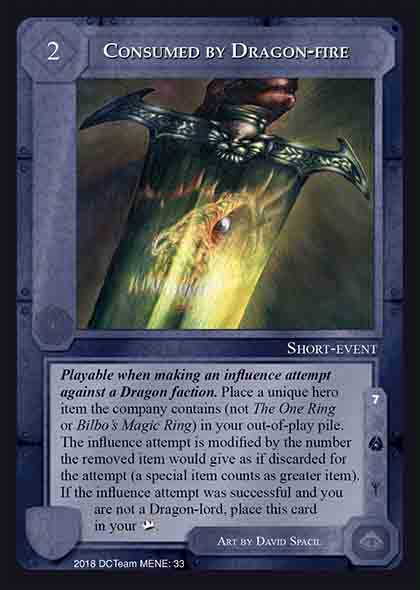 2
Consumed by Dragon-fire
Short-event
Playable when making an influence attempt
against a Dragon faction. Place a unique hero
item the company contains (not The One Ring
or Bilbo's Magic Ring) in your out-of-play pile.
The influence attempt is modified by the number
the removed item would give as if discarded for
the attempt (a special item counts as greater item).
If the influence attempt was successful and you
are not a Dragon-lord, place this card
in your .
7
Art by David Spacil
2018 DCTeam MENE: 33